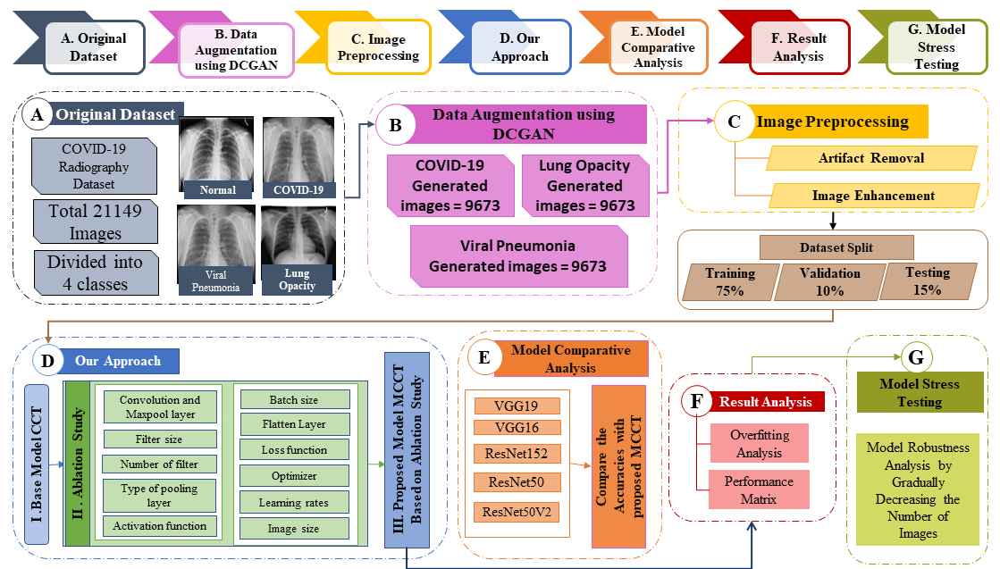 A. Original
Dataset
B. Data
Augmentation
using DCGAN
C. Image
Preprocessing
D. Our
Approach
E. Model
Comparative
Analysis
F. Result
Analysis
G. Model
Stress
Testing
A
Original Dataset
COVID-19
Radiography
Dataset
Total 21149
Images
Divided into
4 classes
Normal
COVID-19
Viral
Pneumonia
Lung
Opacity
B
Data Augmentation using
DCGAN
COVID-19
Generated
images = 9673
Lung Opacity
Generated
images = 9673
Viral Pneumonia
Generated images = 9673
C
Image Preprocessing
Artifact Removal
Image Enhancement
Dataset Split
Training
75%
Validation
10%
Testing
15%
D
Our Approach
I.Base Model CCT
II . Ablation Study
Convolution and
Maxpool layer
Filter size
Number of filter
Type of pooling
layer
Activation function
Batch size
Flatten Layer
Loss function
Optimizer
Learning rates
Image size
III. Proposed Model MCCT
Based on Ablation Study
E
Model Comparative
Analysis
VGG19
VGG16
ResNet152
ResNet50
ResNet50V2
Compare the
Accuracies with
proposed MCCT
F
Result Analysis
Overfitting
Analysis
Performance
Matrix
G
Model Stress
Testing
Model Robustness
Analysis by
Gradually
Decreasing the
Number of
Images